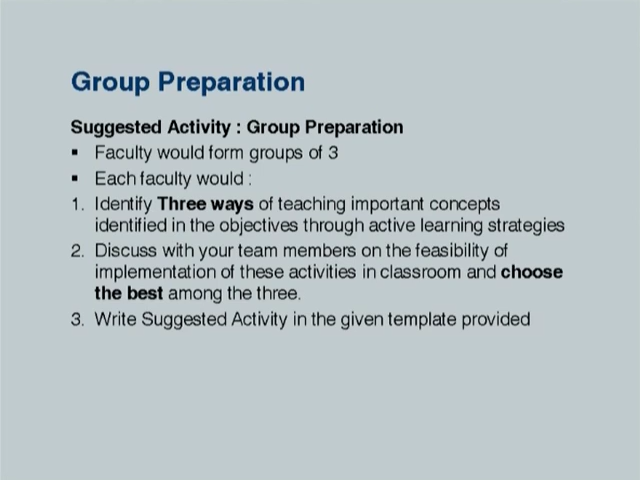 Group Preparation
Suggested Activity : Group Preparation
▪ Faculty would form groups of 3
▪ Each faculty would :
1. Identify Three ways of teaching important concepts
identified in the objectives through active learning strategies
2. Discuss with your team members on the feasibility of
implementation of these activities in classroom and choose
the best among the three.
3. Write Suggested Activity in the given template provided